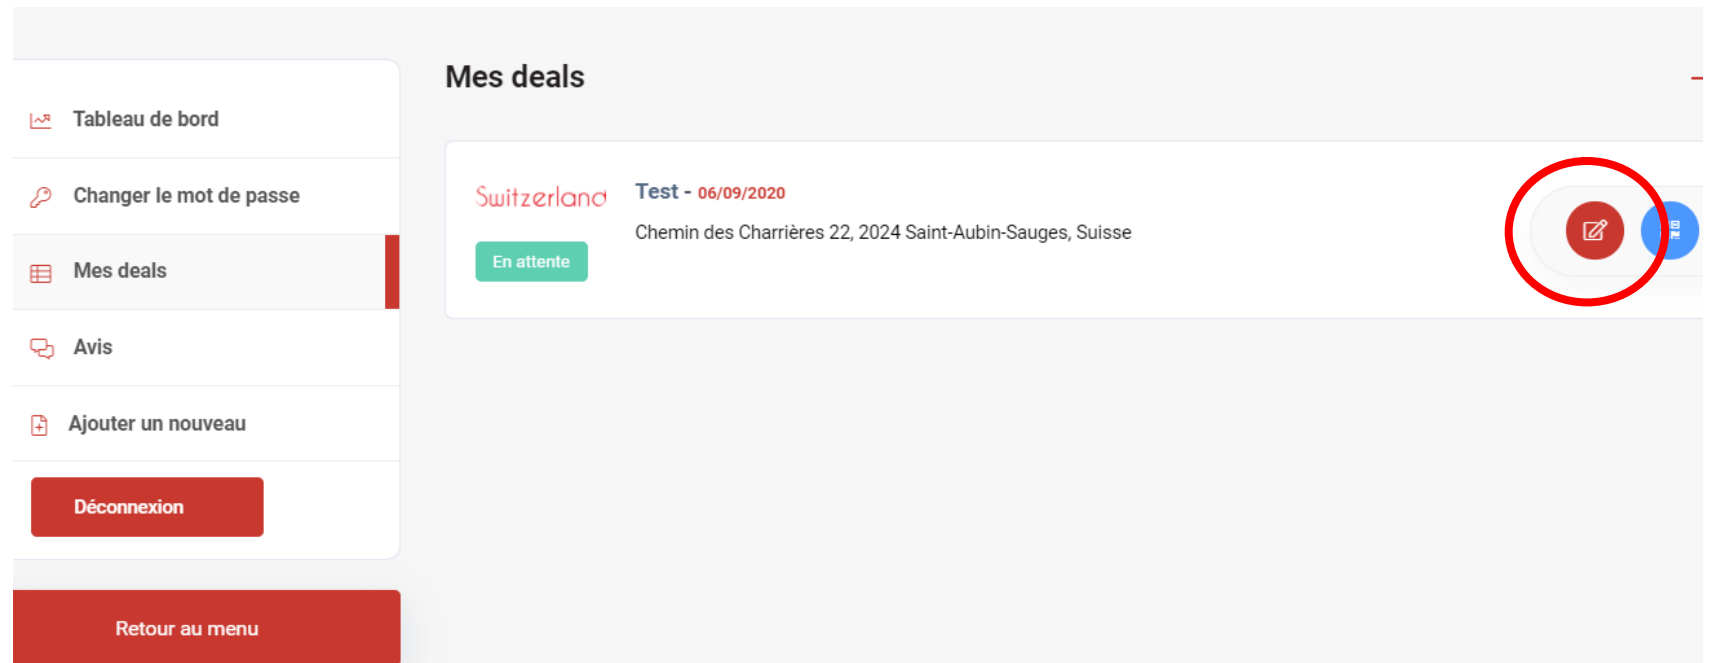 Mes deals
Tableau de bord
Changer le mot de passe
Mes deals
Avis
Ajouter un nouveau
Déconnexion
Retour au menu
Switzerland
Test - 06/09/2020
Chemin des Charrières 22, 2024 Saint-Aubin-Sauges, Suisse
En attente